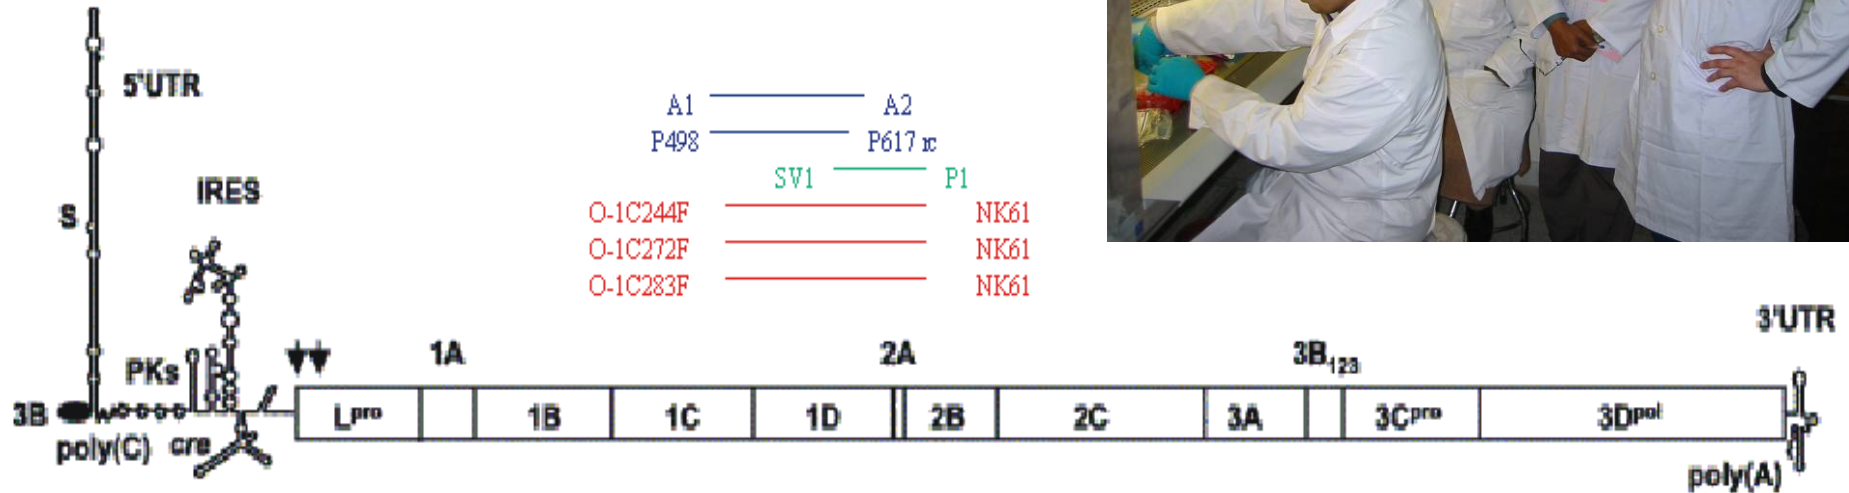 5'UTR
A1 A2
P498 P617 rc
SV1 P1
IRES
S
O-1C244F NK61
O-1C272F NK61
O-1C283F NK61
3'UTR
1A 2A 3B123
PKs
3B Lpro 1B 1C 1D 2B 2C 3A 3Cpro 3Dpol
poly(C) cre
poly(A)